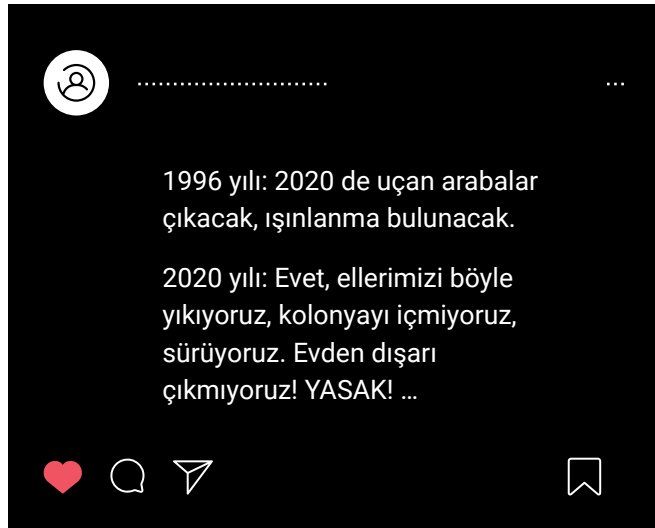 1996 yılı: 2020 de uçan arabalar
çıkacak, ışınlanma bulunacak.
2020 yılı: Evet, ellerimizi böyle
yıkıyoruz, kolonyayı içmiyoruz,
sürüyoruz. Evden dışarı
çıkmıyoruz! YASAK! ...